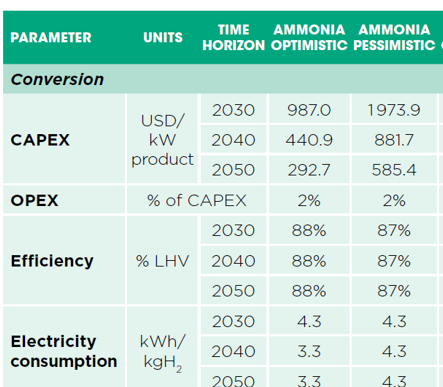 PARAMETER UNITS TIME HORIZON AMMONIA OPTIMISTIC AMMONIA PESSIMISTIC
Conversion
CAPEX USD/kW product 2030 987.0 1973.9
2040 440.9 881.7
2050 292.7 585.4
OPEX % of CAPEX 2% 2%
Efficiency % LHV 2030 88% 87%
2040 88% 87%
2050 88% 87%
Electricity consumption kWh/kgH₂ 2030 4.3 4.3
2040 3.3 4.3
2050 3.3 4.3